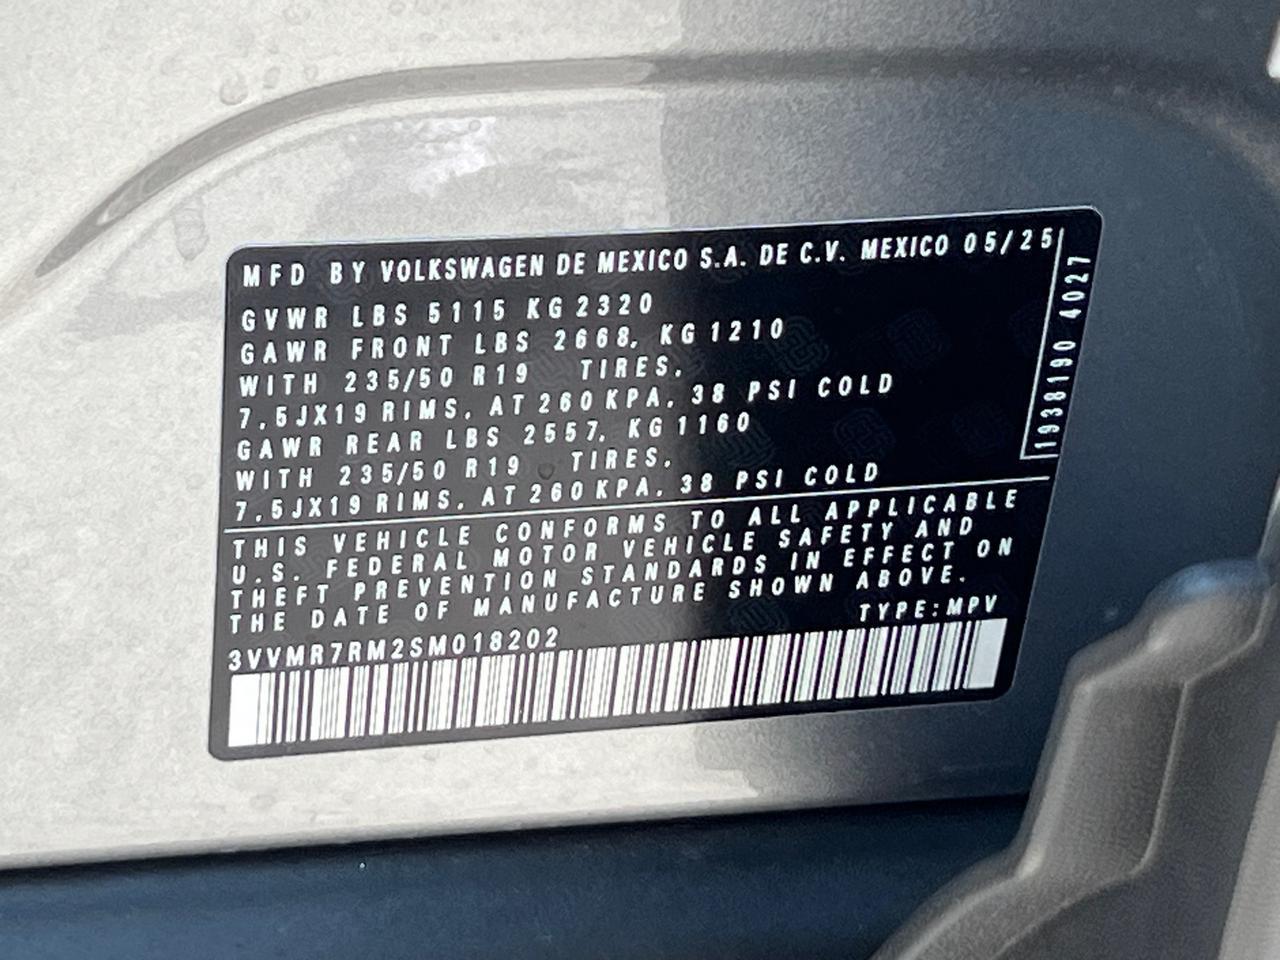 MFD BY VOLKSWAGEN DE MEXICO S.A. DE C.V. MEXICO 05/25
GVWR LBS 5115 KG 2320
GAWR FRONT LBS 2668, KG 1210
WITH 235/50 R19 TIRES,
7,5JX19 RIMS, AT 260 KPA, 38 PSI COLD
GAWR REAR LBS 2557, KG 1160
WITH 235/50 R19 TIRES,
7,5JX19 RIMS, AT 260 KPA, 38 PSI COLD
THIS VEHICLE CONFORMS TO ALL APPLICABLE
U.S. FEDERAL MOTOR VEHICLE SAFETY AND
THEFT PREVENTION STANDARDS IN EFFECT ON
THE DATE OF MANUFACTURE SHOWN ABOVE.
TYPE:MPV
3VVMR7RM2SM018202
1938190 4027